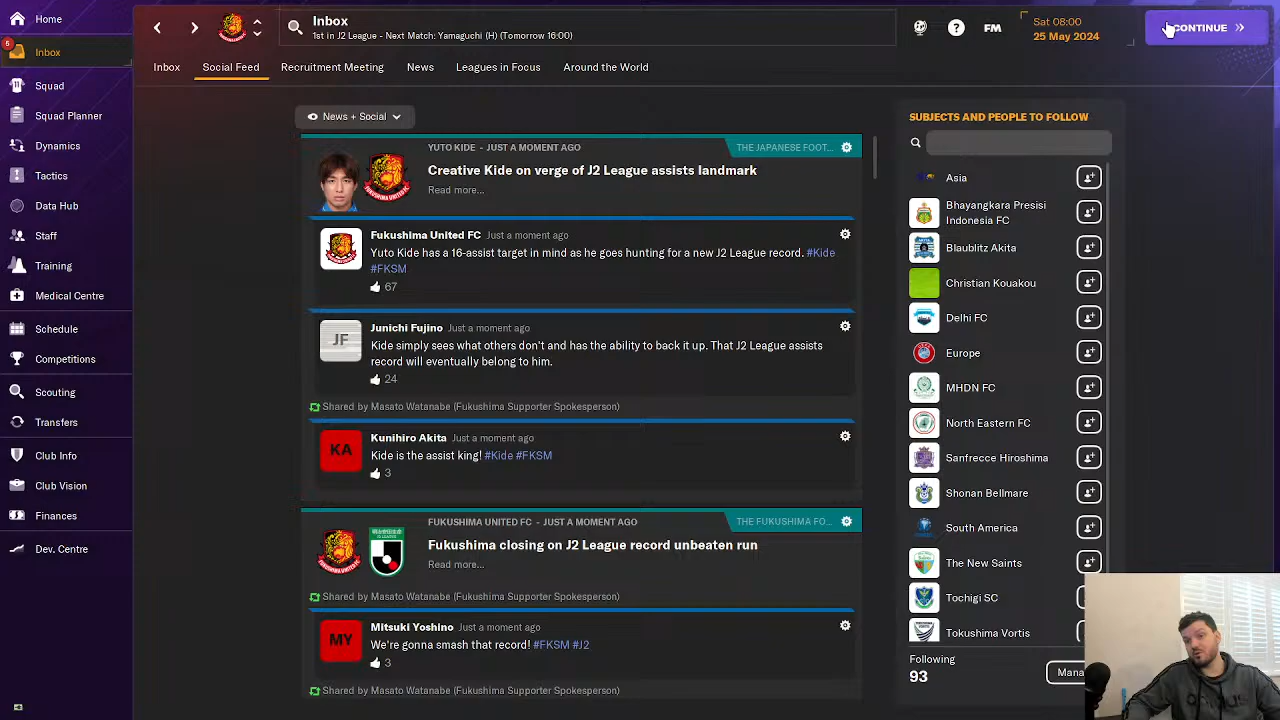 Home
Inbox
1st in J2 League - Next Match: Yamaguchi (H) (Tomorrow 16:00)
FM
Sat 08:00
25 May 2024
CONTINUE
5
Inbox
Inbox
Social Feed
Recruitment Meeting
News
Leagues in Focus
Around the World
Squad
Squad Planner
Dynamics
Tactics
Data Hub
Staff
Training
Medical Centre
Schedule
Competitions
Scouting
Transfers
Club Info
Club Vision
Finances
Dev. Centre
News + Social
YUTO KIDE - JUST A MOMENT AGO
THE JAPANESE FOOT...
Creative Kide on verge of J2 League assists landmark
Read more...
Fukushima United FC Just a moment ago
Yuto Kide has a 16 assist target in mind as he goes hunting for a new J2 League record. #Kide
#FKSM
67
JF
Junichi Fujino Just a moment ago
Kide simply sees what others don't and has the ability to back it up. That J2 League assists
record will eventually belong to him.
24
Shared by Masato Watanabe (Fukushima Supporter Spokesperson)
KA
Kunihiro Akita Just a moment ago
Kide is the assist king! #Kide #FKSM
3
FUKUSHIMA UNITED FC - JUST A MOMENT AGO
THE FUKUSHIMA FO...
Fukushima closing on J2 League record unbeaten run
Read more...
Shared by Masato Watanabe (Fukushima Supporter Spokesperson)
MY
Mitsuki Yoshino Just a moment ago
We're gonna smash that record! #FKSM #J2
3
Shared by Masato Watanabe (Fukushima Supporter Spokesperson)
SUBJECTS AND PEOPLE TO FOLLOW
Asia
Bhayangkara Presisi
Indonesia FC
Blaublitz Akita
Christian Kouakou
Delhi FC
Europe
MHDN FC
North Eastern FC
Sanfrecce Hiroshima
Shonan Bellmare
South America
The New Saints
Tochigi SC
Following
93
Mana